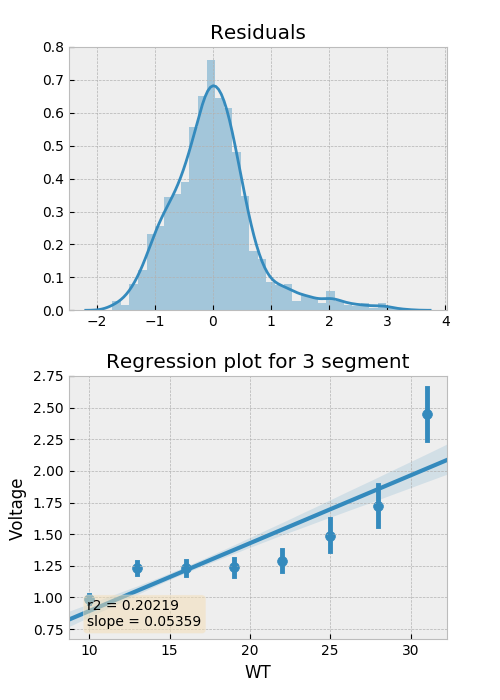 Residuals
0.8
0.7
0.6
0.5
0.4
0.3
0.2
0.1
0.0
−2 −1 0 1 2 3 4
Regression plot for 3 segment
2.75
2.50
2.25
2.00
1.75
1.50
1.25
1.00
0.75
Voltage
r2 = 0.20219
slope = 0.05359
10 15 20 25 30
WT